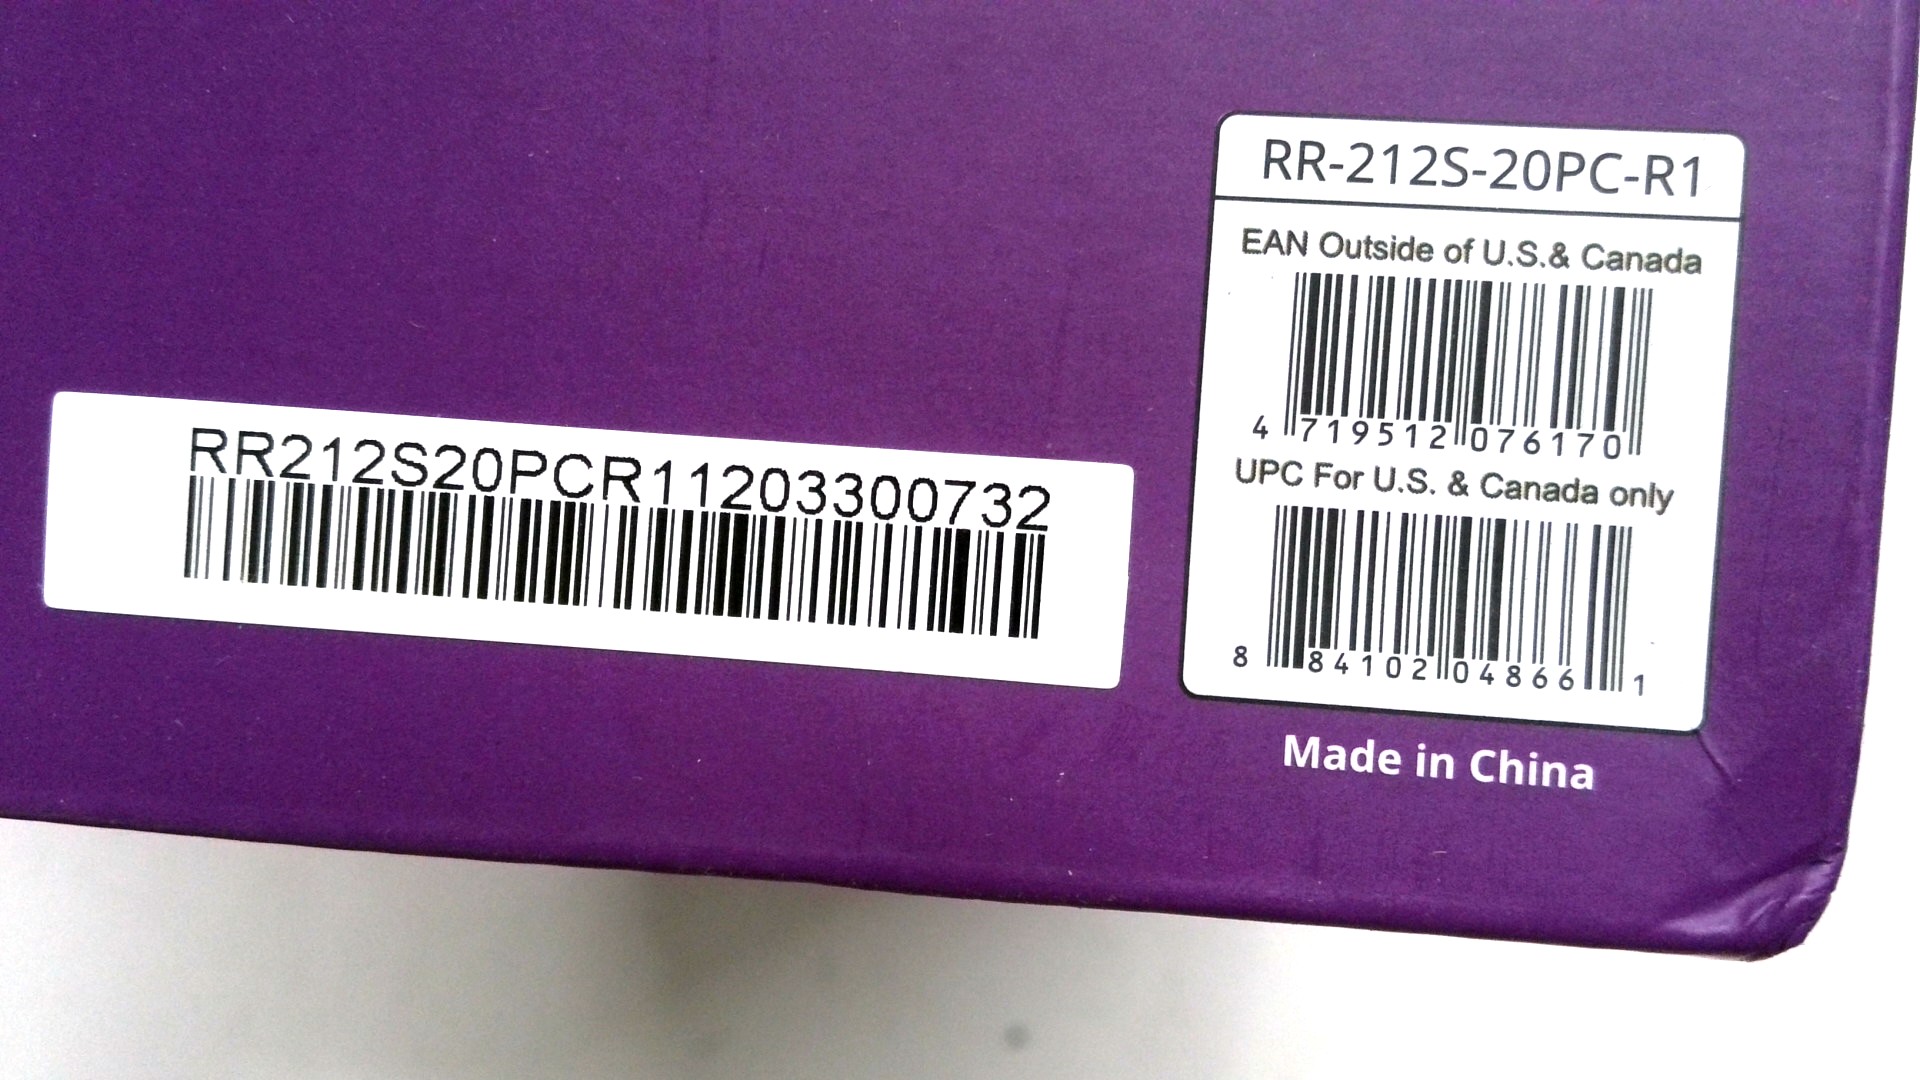 RR-212S-20PC-R1
EAN Outside of U.S.& Canada
4 719512 076170
UPC For U.S. & Canada only
8 84102 04866 1
Made in China
RR212S20PCR11203300732